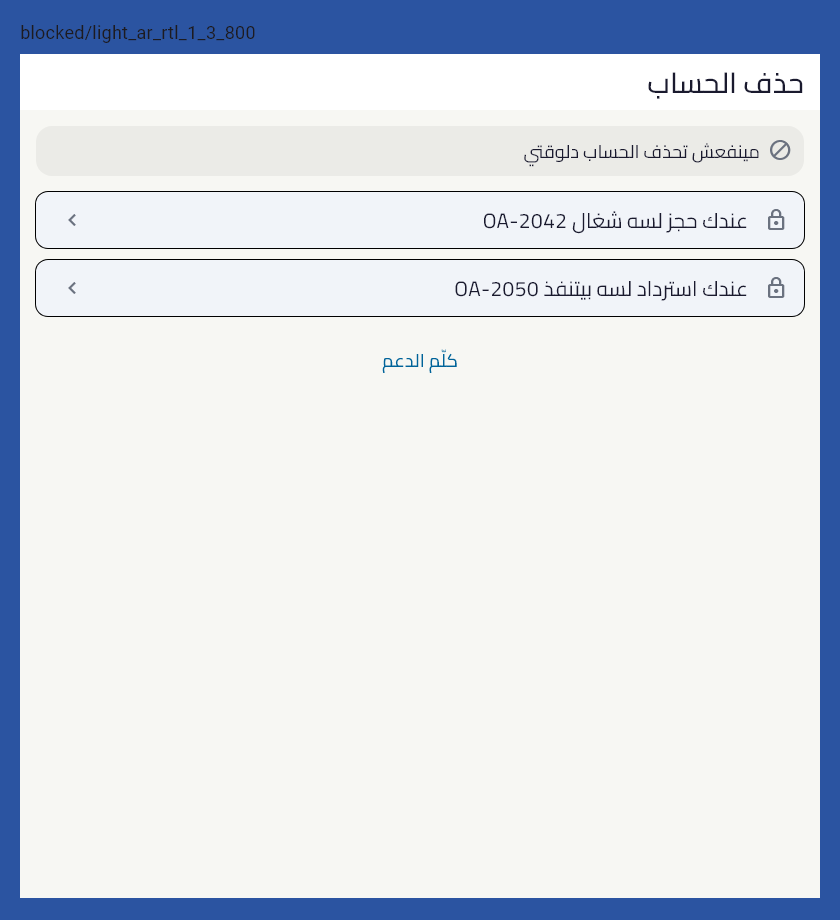 blocked/light_ar_rtl_1_3_800
حذف الحساب
مينفعش تحذف الحساب دلوقتي
عندك حجز لسه شغال OA-2042
عندك استرداد لسه بيتنفذ OA-2050
كلّم الدعم